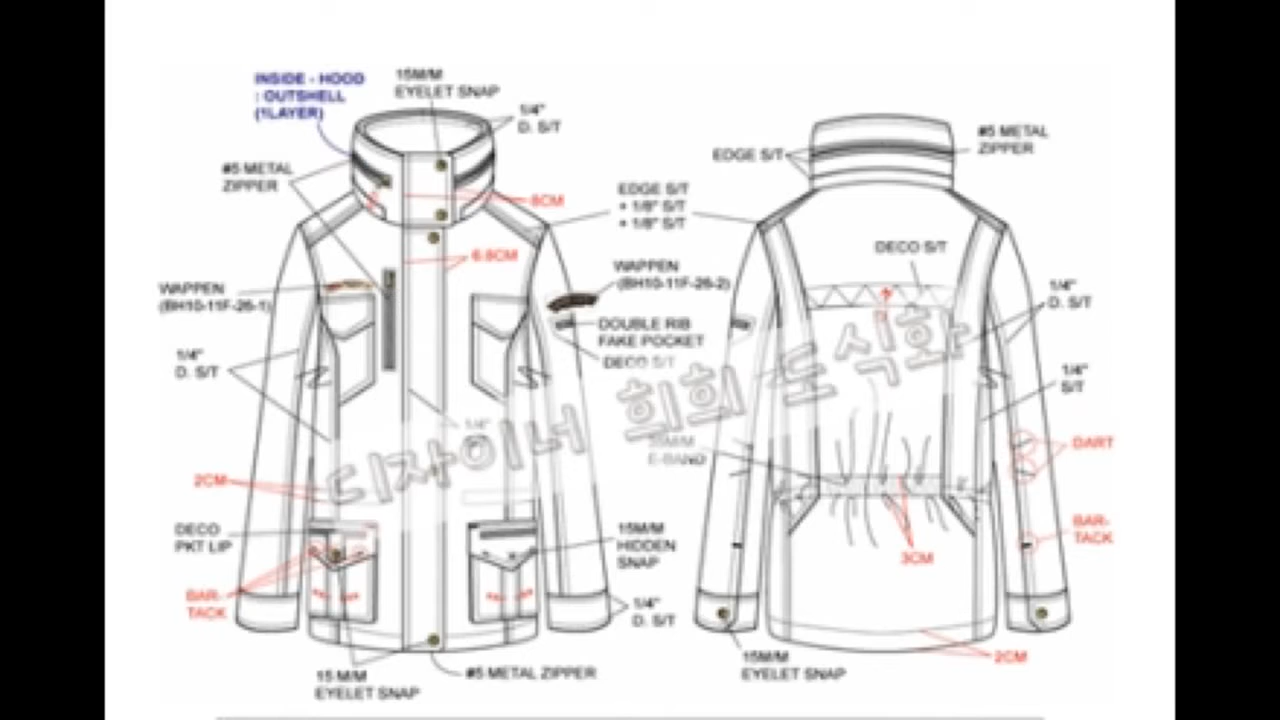 INSIDE - HOOD
: OUTSHELL
(1LAYER)
15M/M
EYELET SNAP
1/4"
D. S/T
#5 METAL
ZIPPER
8CM
6.8CM
WAPPEN
(BH10-11F-26-1)
1/4"
D. S/T
2CM
DECO
PKT LIP
BAR-
TACK
15 M/M
EYELET SNAP
#5 METAL ZIPPER
EDGE S/T
+ 1/8" S/T
+ 1/8" S/T
WAPPEN
(BH10-11F-26-2)
DOUBLE RIB
FAKE POCKET
DECO S/T
1/4"
E-BAND
15M/M
HIDDEN
SNAP
1/4"
D. S/T
EDGE S/T
#5 METAL
ZIPPER
DECO S/T
1/4"
D. S/T
1/4"
S/T
DART
BAR-
TACK
3CM
2CM
15M/M
EYELET SNAP
디자이너 희희 도식화